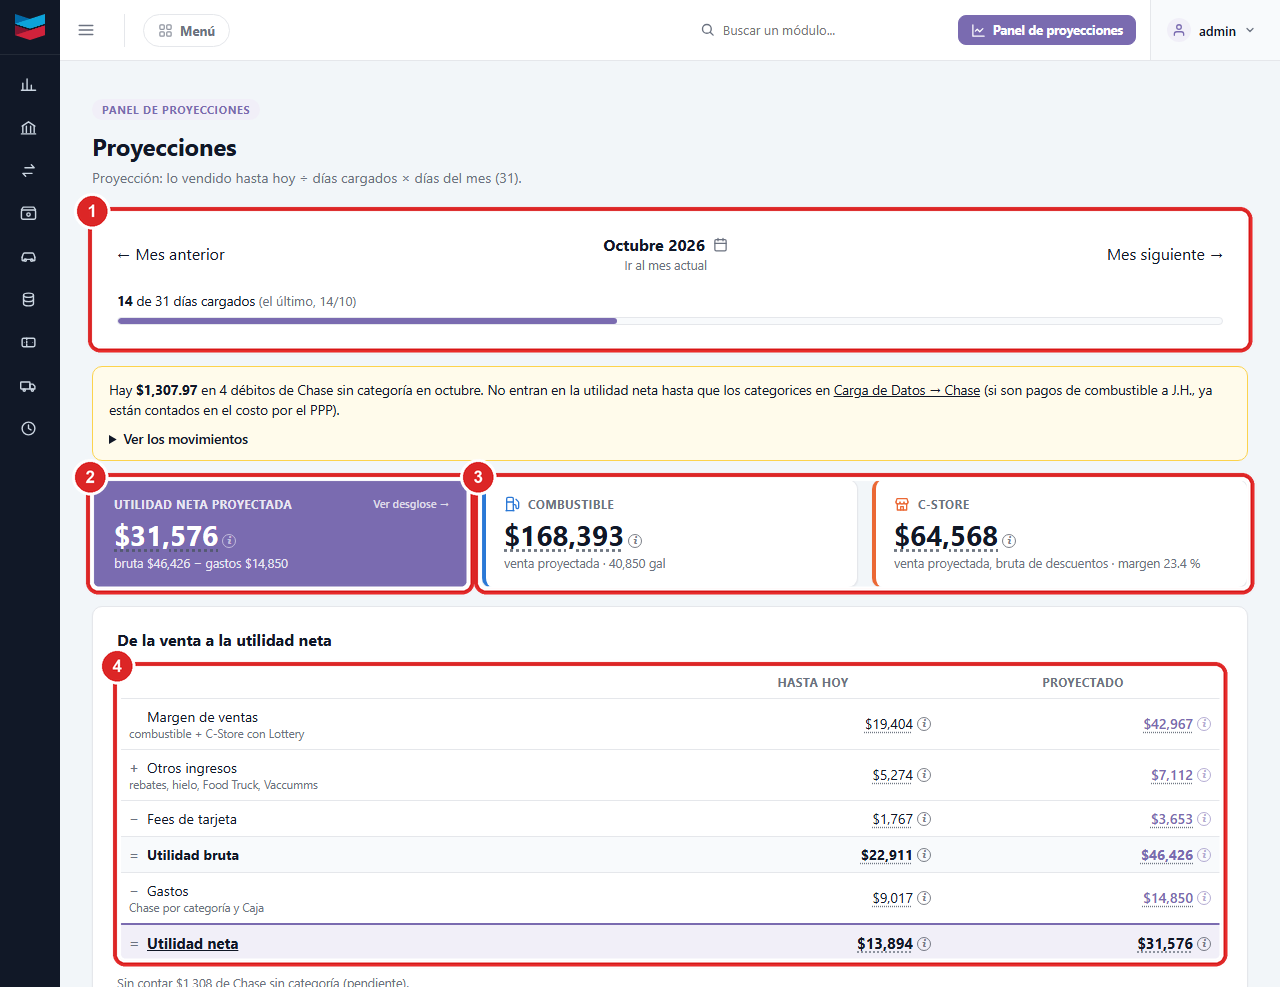 Menú
Buscar un módulo...
Panel de proyecciones
admin
PANEL DE PROYECCIONES
Proyecciones
Proyección: lo vendido hasta hoy ÷ días cargados × días del mes (31).
1
← Mes anterior
Octubre 2026
Mes siguiente →
Ir al mes actual
14 de 31 días cargados (el último, 14/10)
Hay $1,307.97 en 4 débitos de Chase sin categoría en octubre. No entran en la utilidad neta hasta que los categorices en Carga de Datos → Chase (si son pagos de combustible a J.H., ya
están contados en el costo por el PPP).
▶ Ver los movimientos
2
UTILIDAD NETA PROYECTADA
Ver desglose →
$31,576
bruta $46,426 − gastos $14,850
3
COMBUSTIBLE
$168,393
venta proyectada · 40,850 gal
C-STORE
$64,568
venta proyectada, bruta de descuentos · margen 23.4 %
De la venta a la utilidad neta
4
HASTA HOY PROYECTADO
Margen de ventas $19,404 $42,967
combustible + C-Store con Lottery
+ Otros ingresos $5,274 $7,112
rebates, hielo, Food Truck, Vaccumms
− Fees de tarjeta $1,767 $3,653
= Utilidad bruta $22,911 $46,426
− Gastos $9,017 $14,850
Chase por categoría y Caja
= Utilidad neta $13,894 $31,576
Sin contar $1,308 de Chase sin categoría (pendiente).